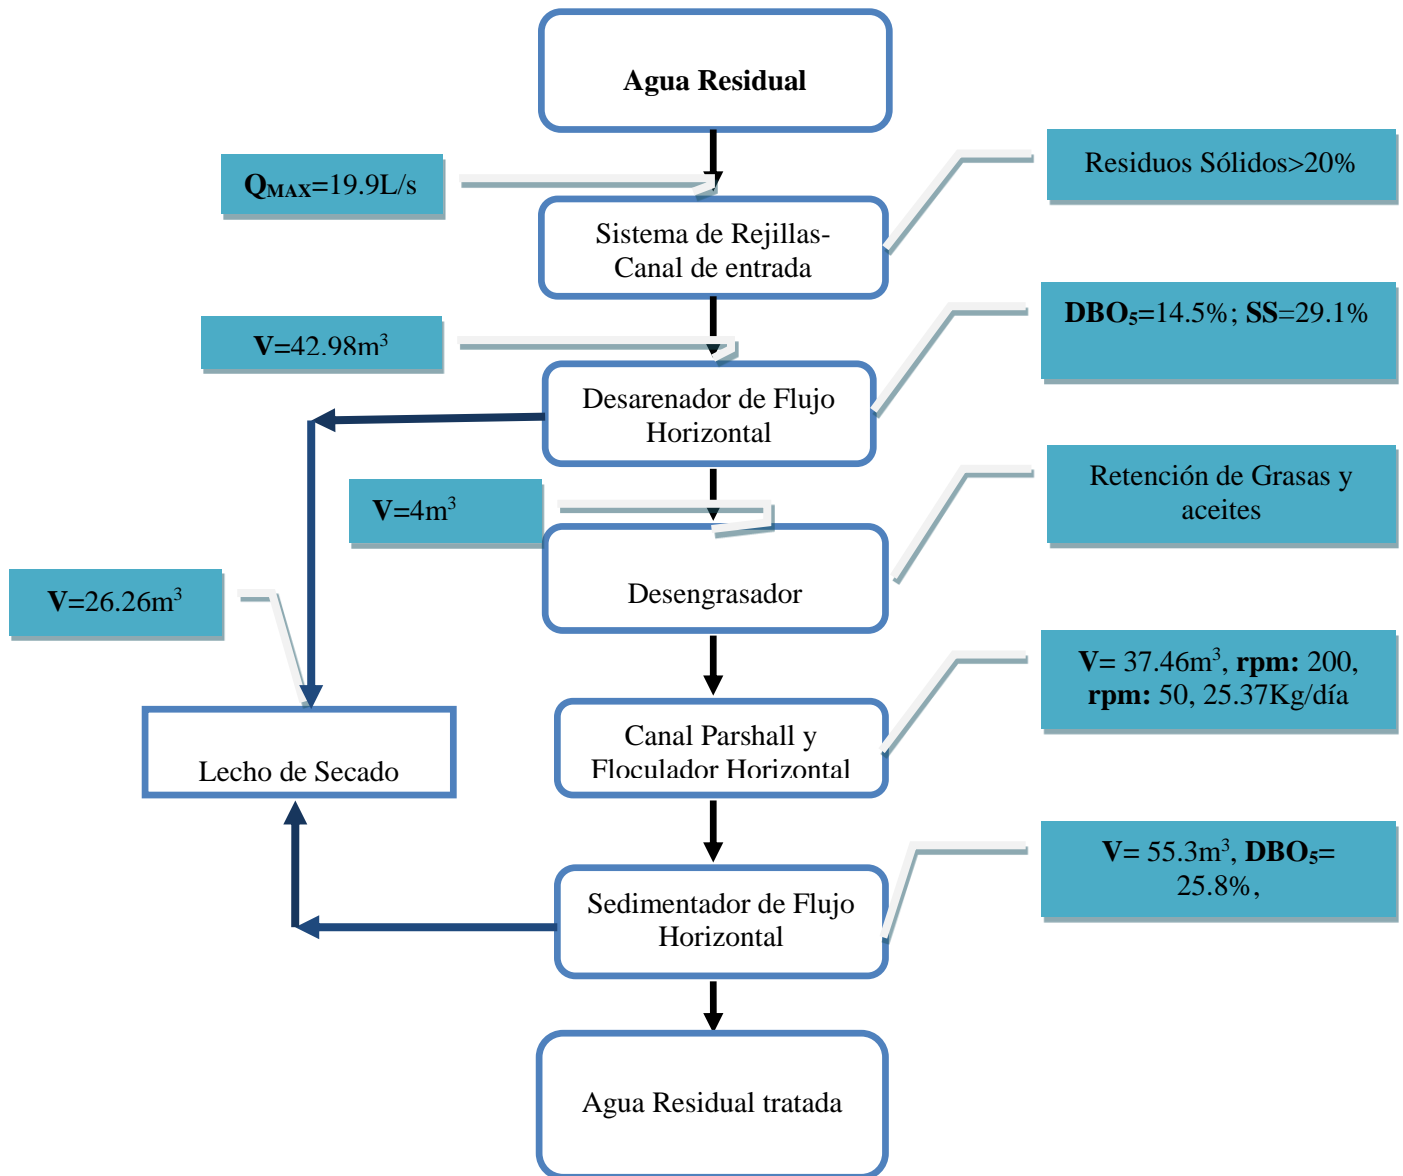 Agua Residual
Q_MAX=19.9L/s
Residuos Sólidos>20%
Sistema de Rejillas-
Canal de entrada
DBO₅=14.5%; SS=29.1%
V=42.98m³
Desarenador de Flujo
Horizontal
Retención de Grasas y
aceites
V=4m³
Desengrasador
V=26.26m³
V= 37.46m³, rpm: 200,
rpm: 50, 25.37Kg/día
Canal Parshall y
Floculador Horizontal
Lecho de Secado
V= 55.3m³, DBO₅=
25.8%,
Sedimentador de Flujo
Horizontal
Agua Residual tratada